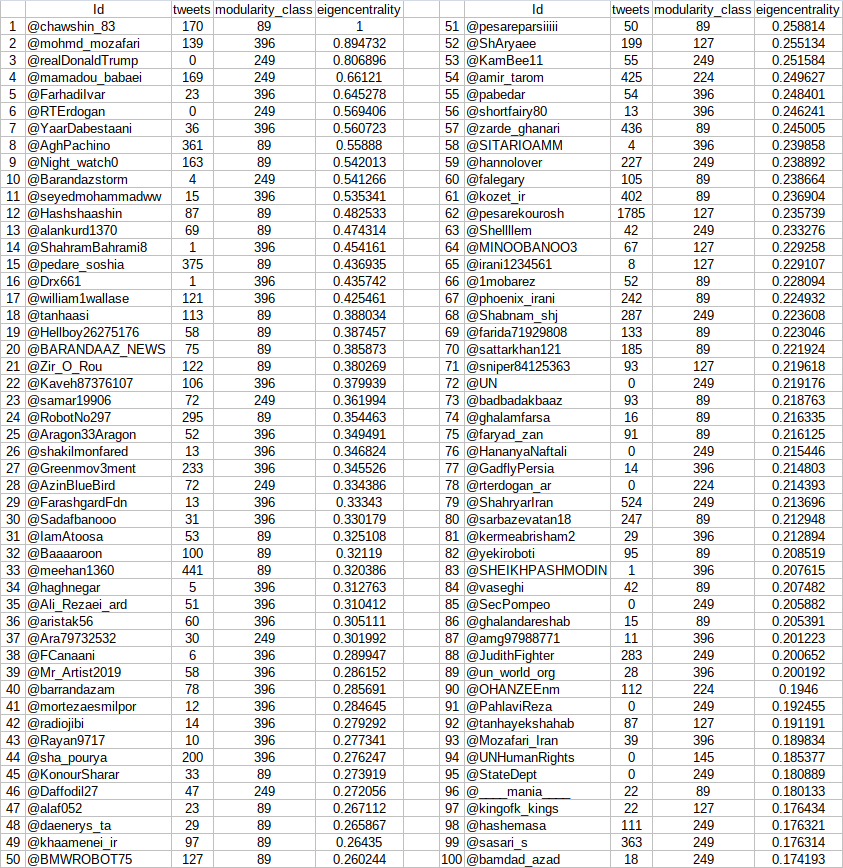 Id tweets modularity_class eigencentrality Id tweets modularity_class eigencentrality
1 @chawshin_83 170 89 1 51 @pesareparsiiiii 50 89 0.258814
2 @mohmd_mozafari 139 396 0.894732 52 @ShAryaee 199 127 0.255134
3 @realDonaldTrump 0 249 0.806896 53 @KamBee11 55 249 0.251584
4 @mamadou_babaei 169 249 0.66121 54 @amir_tarom 425 224 0.249627
5 @FarhadiIvar 23 396 0.645278 55 @pabedar 54 396 0.248401
6 @RTErdogan 0 249 0.569406 56 @shortfairy80 13 396 0.246241
7 @YaarDabestaani 36 396 0.560723 57 @zarde_ghanari 436 89 0.245005
8 @AghPachino 361 89 0.55888 58 @SITARIOAMM 4 396 0.239858
9 @Night_watch0 163 89 0.542013 59 @hannolover 227 249 0.238892
10 @Barandazstorm 4 249 0.541266 60 @falegary 105 89 0.238664
11 @seyedmohammadww 15 396 0.535341 61 @kozet_ir 402 89 0.236904
12 @Hashshaashin 87 89 0.482533 62 @pesarekourosh 1785 127 0.235739
13 @alankurd1370 69 89 0.474314 63 @Shellllem 42 249 0.233276
14 @ShahramBahrami8 1 396 0.454161 64 @MINOOBANOO3 67 127 0.229258
15 @pedare_soshia 375 89 0.436935 65 @irani1234561 8 127 0.229107
16 @Drx661 1 396 0.435742 66 @1mobarez 52 89 0.228094
17 @william1wallase 121 396 0.425461 67 @phoenix_irani 242 89 0.224932
18 @tanhaasi 113 89 0.388034 68 @Shabnam_shj 287 249 0.223608
19 @Hellboy26275176 58 89 0.387457 69 @farida71929808 133 89 0.223046
20 @BARANDAAZ_NEWS 75 89 0.385873 70 @sattarkhan121 185 89 0.221924
21 @Zir_O_Rou 122 89 0.380269 71 @sniper84125363 93 127 0.219618
22 @Kaveh87376107 106 396 0.379939 72 @UN 0 249 0.219176
23 @samar19906 72 249 0.361994 73 @badbadakbaaz 93 89 0.218763
24 @RobotNo297 295 89 0.354463 74 @ghalamfarsa 16 89 0.216335
25 @Aragon33Aragon 52 396 0.349491 75 @faryad_zan 91 89 0.216125
26 @shakilmonfared 13 396 0.346824 76 @HananyaNaftali 0 249 0.215446
27 @Greenmov3ment 233 396 0.345526 77 @GadflyPersia 14 396 0.214803
28 @AzinBlueBird 72 249 0.334386 78 @rterdogan_ar 0 224 0.214393
29 @FarashgardFdn 13 396 0.33343 79 @ShahryarIran 524 249 0.213696
30 @Sadafbanooo 31 396 0.330179 80 @sarbazevatan18 247 89 0.212948
31 @IamAtoosa 53 89 0.325108 81 @kermeabrisham2 29 396 0.212894
32 @Baaaaroon 100 89 0.32119 82 @yekiroboti 95 89 0.208519
33 @meehan1360 441 89 0.320386 83 @SHEIKHPASHMODIN 1 396 0.207615
34 @haghnegar 5 396 0.312763 84 @vaseghi 42 89 0.207482
35 @Ali_Rezaei_ard 51 396 0.310412 85 @SecPompeo 0 249 0.205882
36 @aristak56 60 396 0.305111 86 @ghalandareshab 15 89 0.205391
37 @Ara79732532 30 249 0.301992 87 @amg97988771 11 396 0.201223
38 @FCanaani 6 396 0.289947 88 @JudithFighter 283 249 0.200652
39 @Mr_Artist2019 58 396 0.286152 89 @un_world_org 28 396 0.200192
40 @barrandazam 78 396 0.285691 90 @OHANZEEnm 112 224 0.1946
41 @mortezaesmilpor 12 396 0.284645 91 @PahlaviReza 0 249 0.192455
42 @radiojibi 14 396 0.279292 92 @tanhayekshahab 87 127 0.191191
43 @Rayan9717 10 396 0.277341 93 @Mozafari_Iran 39 396 0.189834
44 @sha_pourya 200 396 0.276247 94 @UNHumanRights 0 145 0.185377
45 @KonourSharar 33 89 0.273919 95 @StateDept 0 249 0.180889
46 @Daffodil27 47 249 0.272056 96 @____mania____ 22 89 0.180133
47 @alaf052 23 89 0.267112 97 @kingofk_kings 22 127 0.176434
48 @daenerys_ta 29 89 0.265867 98 @hashemasa 111 249 0.176321
49 @khaamenei_ir 97 89 0.26435 99 @sasari_s 363 249 0.176314
50 @BMWROBOT75 127 89 0.260244 100 @bamdad_azad 18 249 0.174193